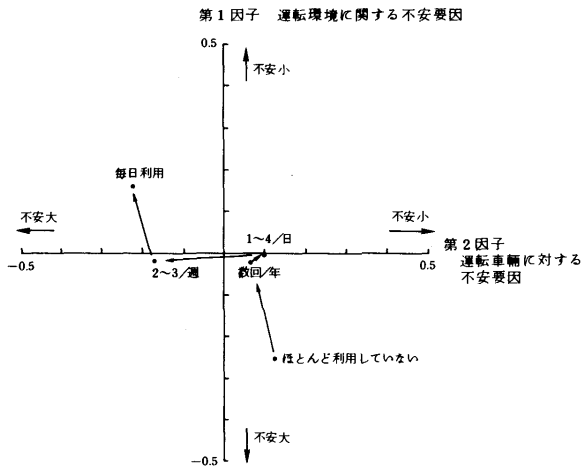 第1因子 運転環境に関する不安要因
0.5
不安小
毎日利用
不安大
1〜4/日
不安小
第2因子
運転車輛に対する
不安要因
-0.5
2〜3/週
数回/年
0.5
ほとんど利用していない
不安大
-0.5